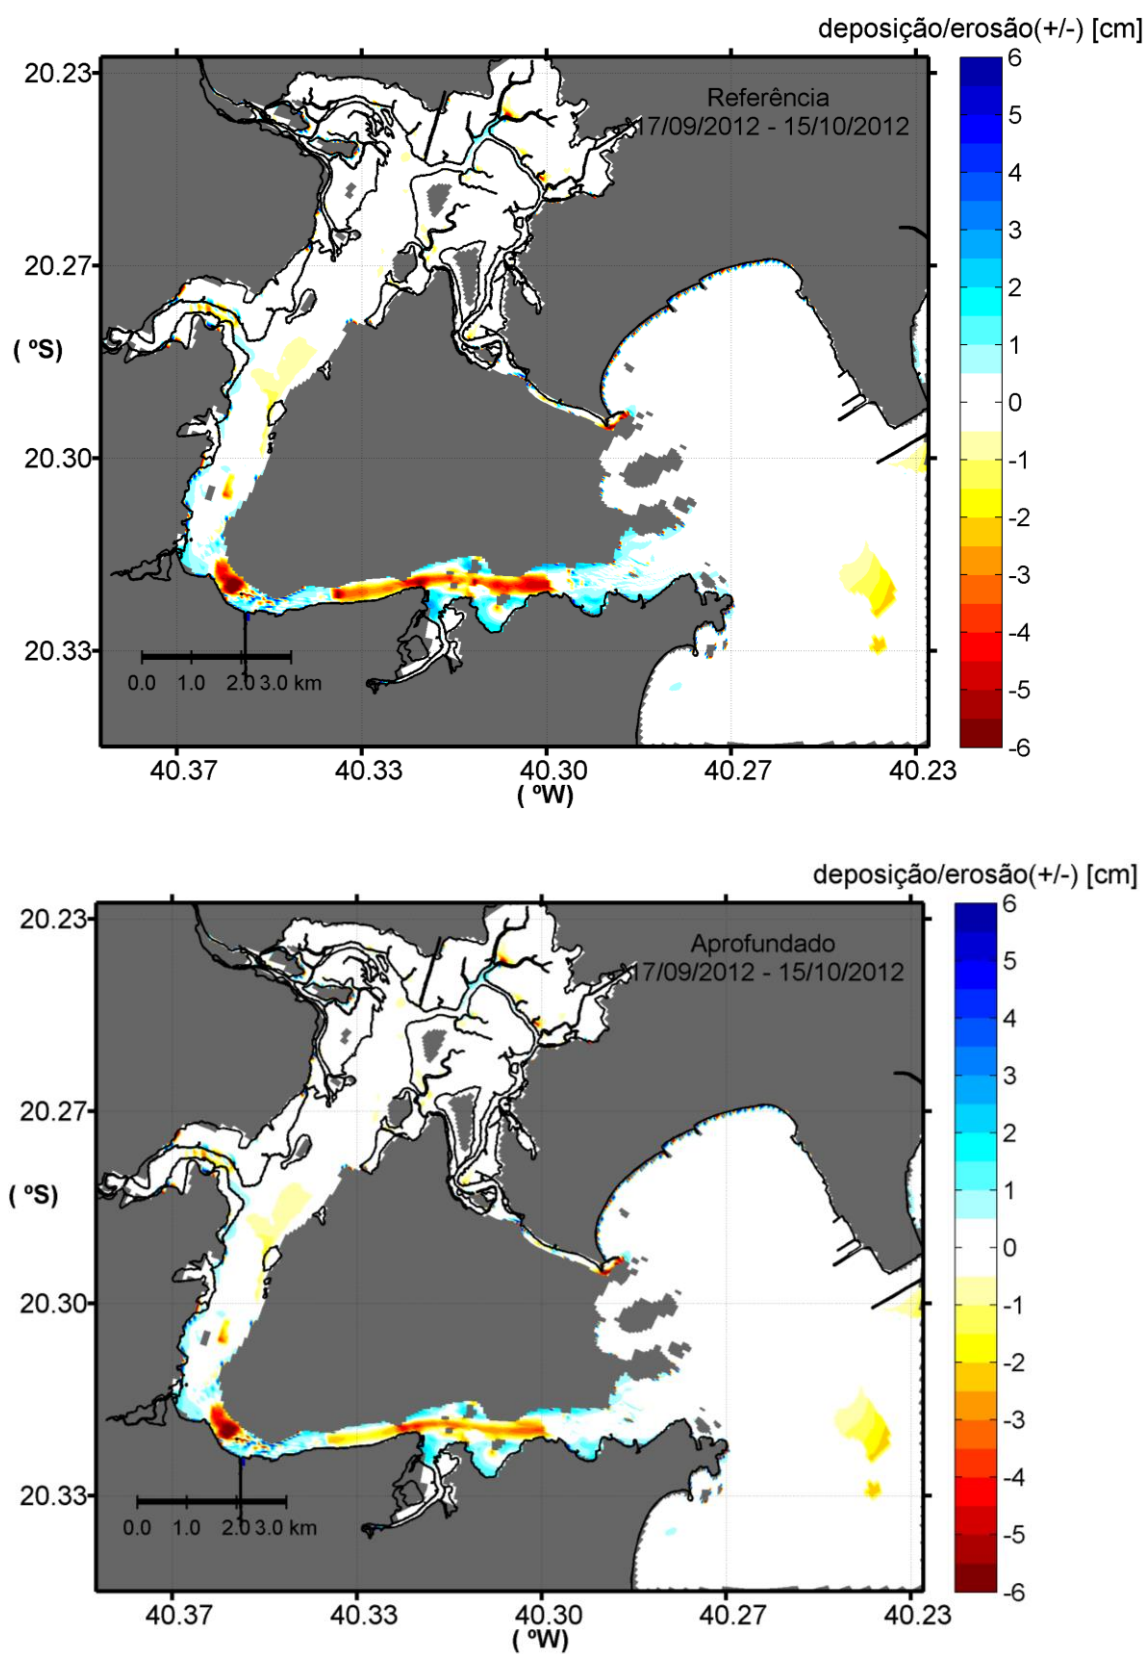 deposição/erosão(+/-) [cm]
Referência
17/09/2012 - 15/10/2012
20.23
20.27
( ºS)
20.30
20.33
0.0 1.0 2.0 3.0 km
40.37 40.33 40.30 40.27 40.23
( ºW)
6
5
4
3
2
1
0
-1
-2
-3
-4
-5
-6
deposição/erosão(+/-) [cm]
Aprofundado
17/09/2012 - 15/10/2012
20.23
20.27
( ºS)
20.30
20.33
0.0 1.0 2.0 3.0 km
40.37 40.33 40.30 40.27 40.23
( ºW)
6
5
4
3
2
1
0
-1
-2
-3
-4
-5
-6